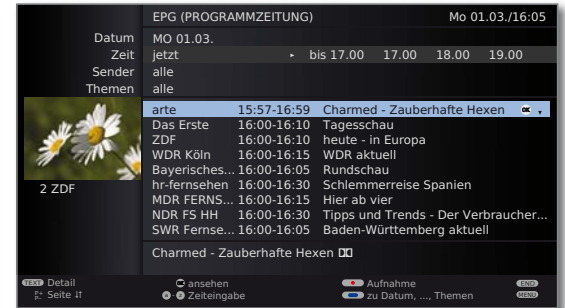 EPG (PROGRAMMZEITUNG) Mo 01.03./16:05
Datum MO 01.03.
Zeit jetzt ▸ bis 17.00 17.00 18.00 19.00
Sender alle
Themen alle
arte 15:57-16:59 Charmed - Zauberhafte Hexen OK
Das Erste 16:00-16:10 Tagesschau
ZDF 16:00-16:10 heute - in Europa
WDR Köln 16:00-16:15 WDR aktuell
Bayerisches... 16:00-16:05 Rundschau
2 ZDF
hr-fernsehen 16:00-16:30 Schlemmerreise Spanien
MDR FERNS... 16:00-16:15 Hier ab vier
NDR FS HH 16:00-16:30 Tipps und Trends - Der Verbraucher...
SWR Fernse... 16:00-16:05 Baden-Württemberg aktuell
Charmed - Zauberhafte Hexen
TEXT Detail OK ansehen Aufnahme END
P+ P- Seite ↓↑ 0-9 Zeiteingabe zu Datum, ..., Themen MENU